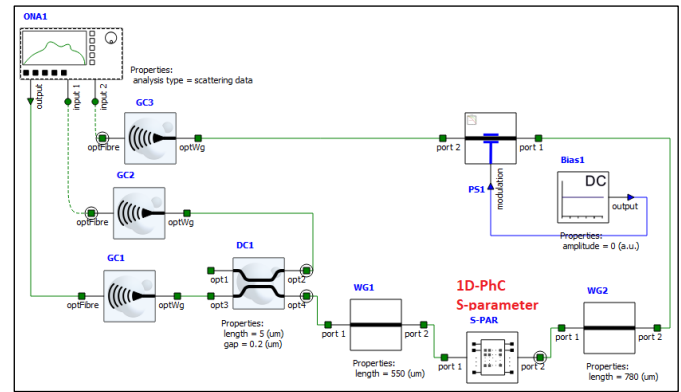 ONA1
output
input 1
input 2
Properties:
analysis type = scattering data
GC3
optFibre
optWg
port 2
port 1
PS1
modulation
Bias1
DC
output
Properties:
amplitude = 0 (a.u.)
GC2
optFibre
optWg
GC1
optFibre
optWg
DC1
opt1
opt2
opt3
opt4
Properties:
length = 5 (um)
gap = 0.2 (um)
WG1
port 1
port 2
Properties:
length = 550 (um)
1D-PhC
S-parameter
S-PAR
port 1
port 2
WG2
port 1
port 2
Properties:
length = 780 (um)